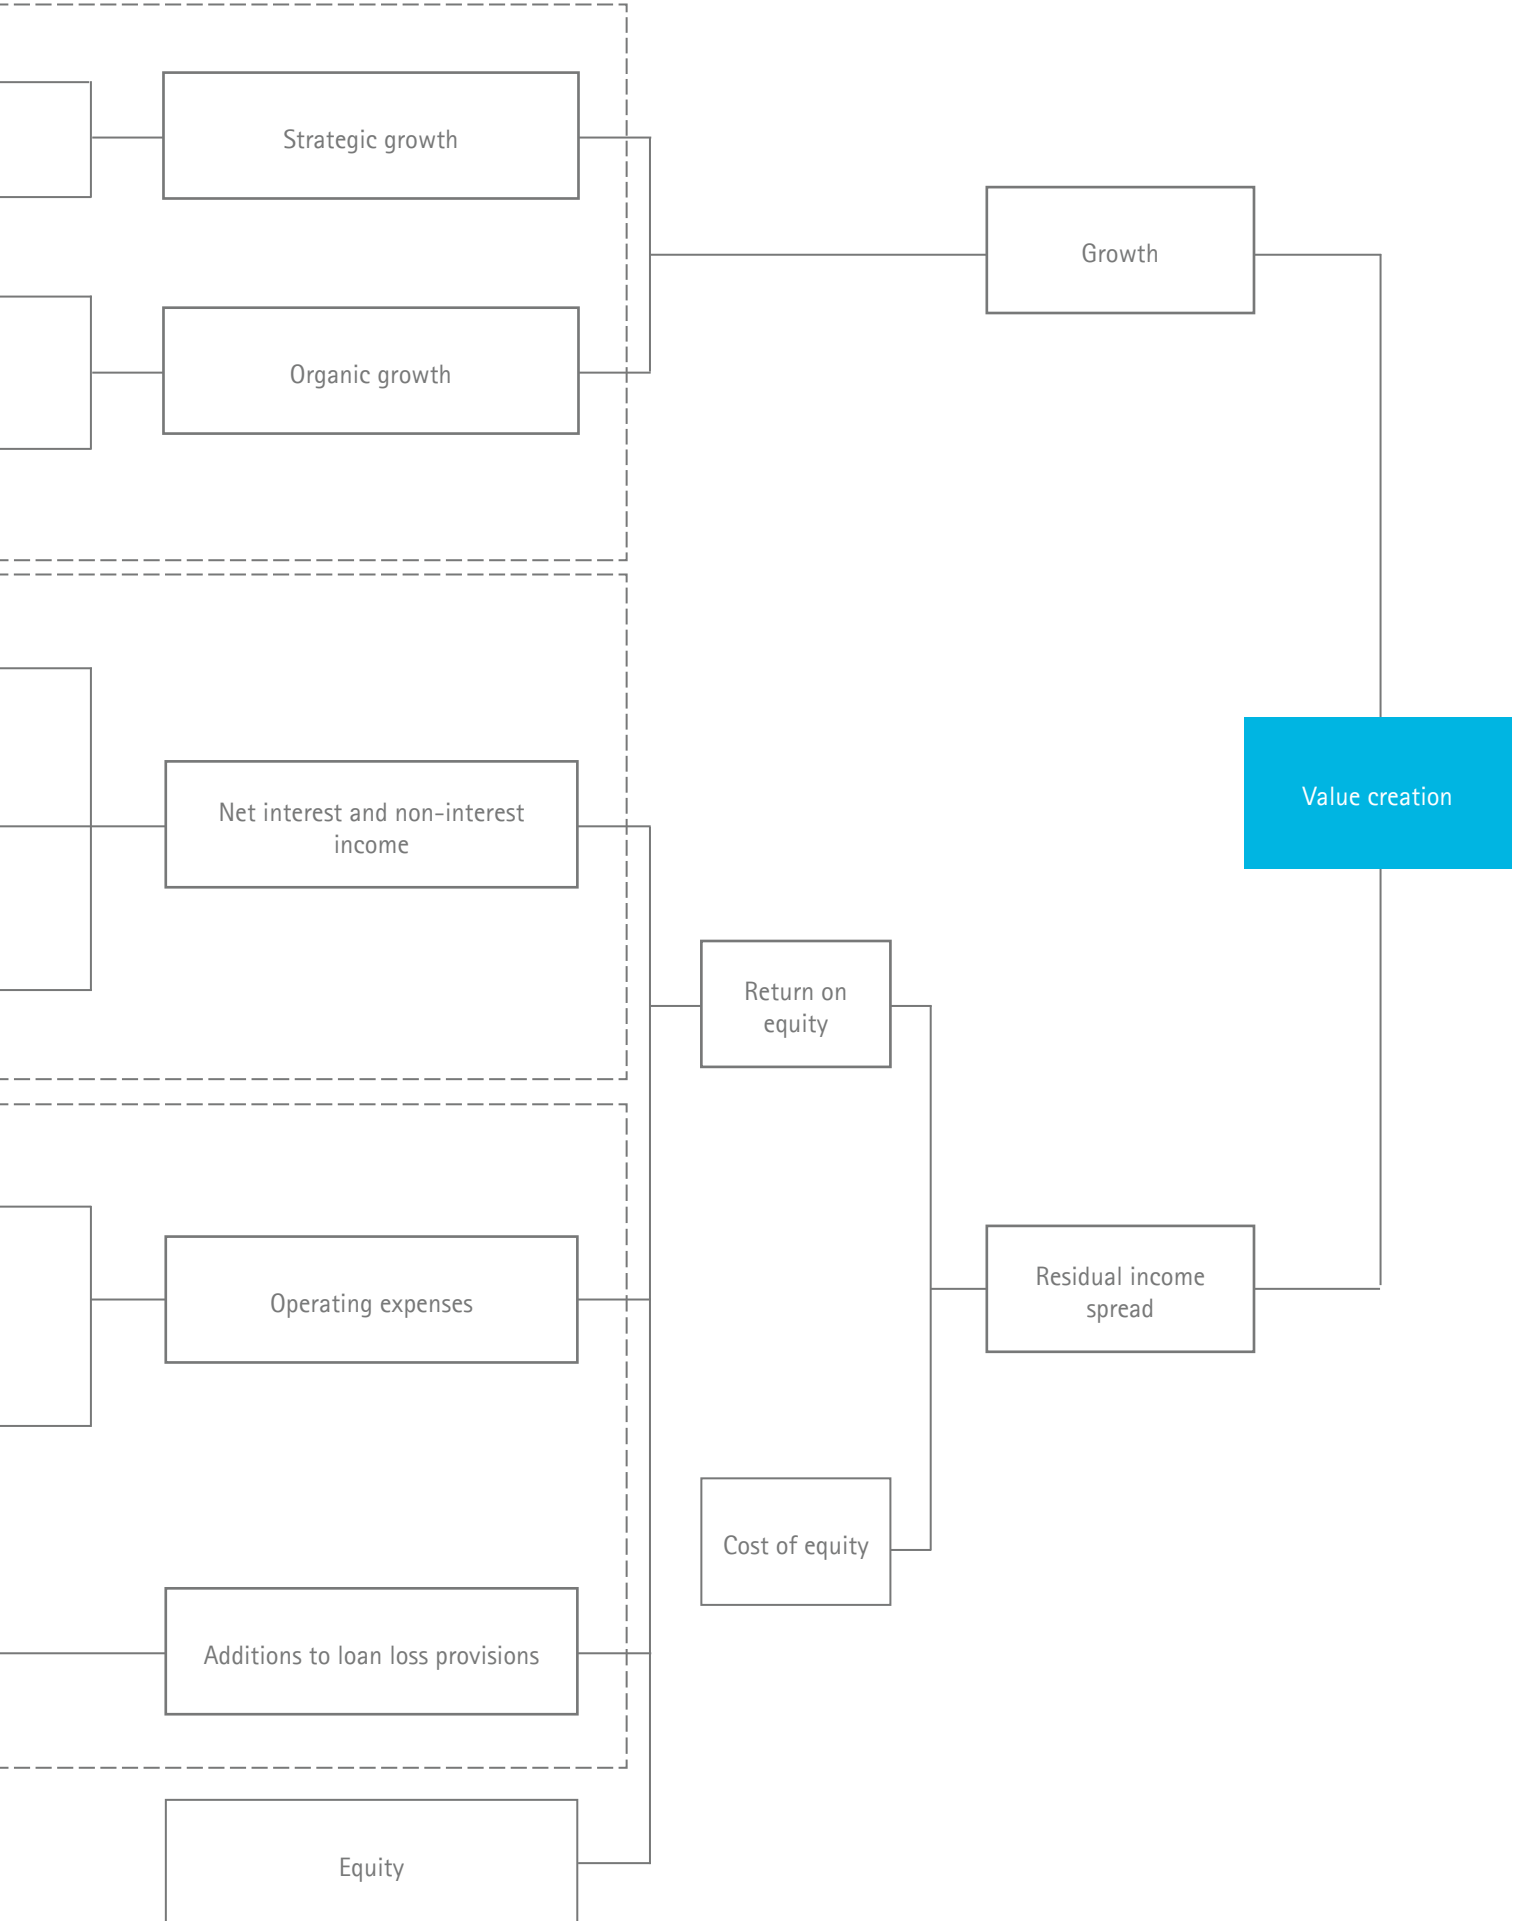 Strategic growth
Growth
Organic growth
Value creation
Net interest and non-interest
income
Return on
equity
Residual income
spread
Operating expenses
Cost of equity
Additions to loan loss provisions
Equity